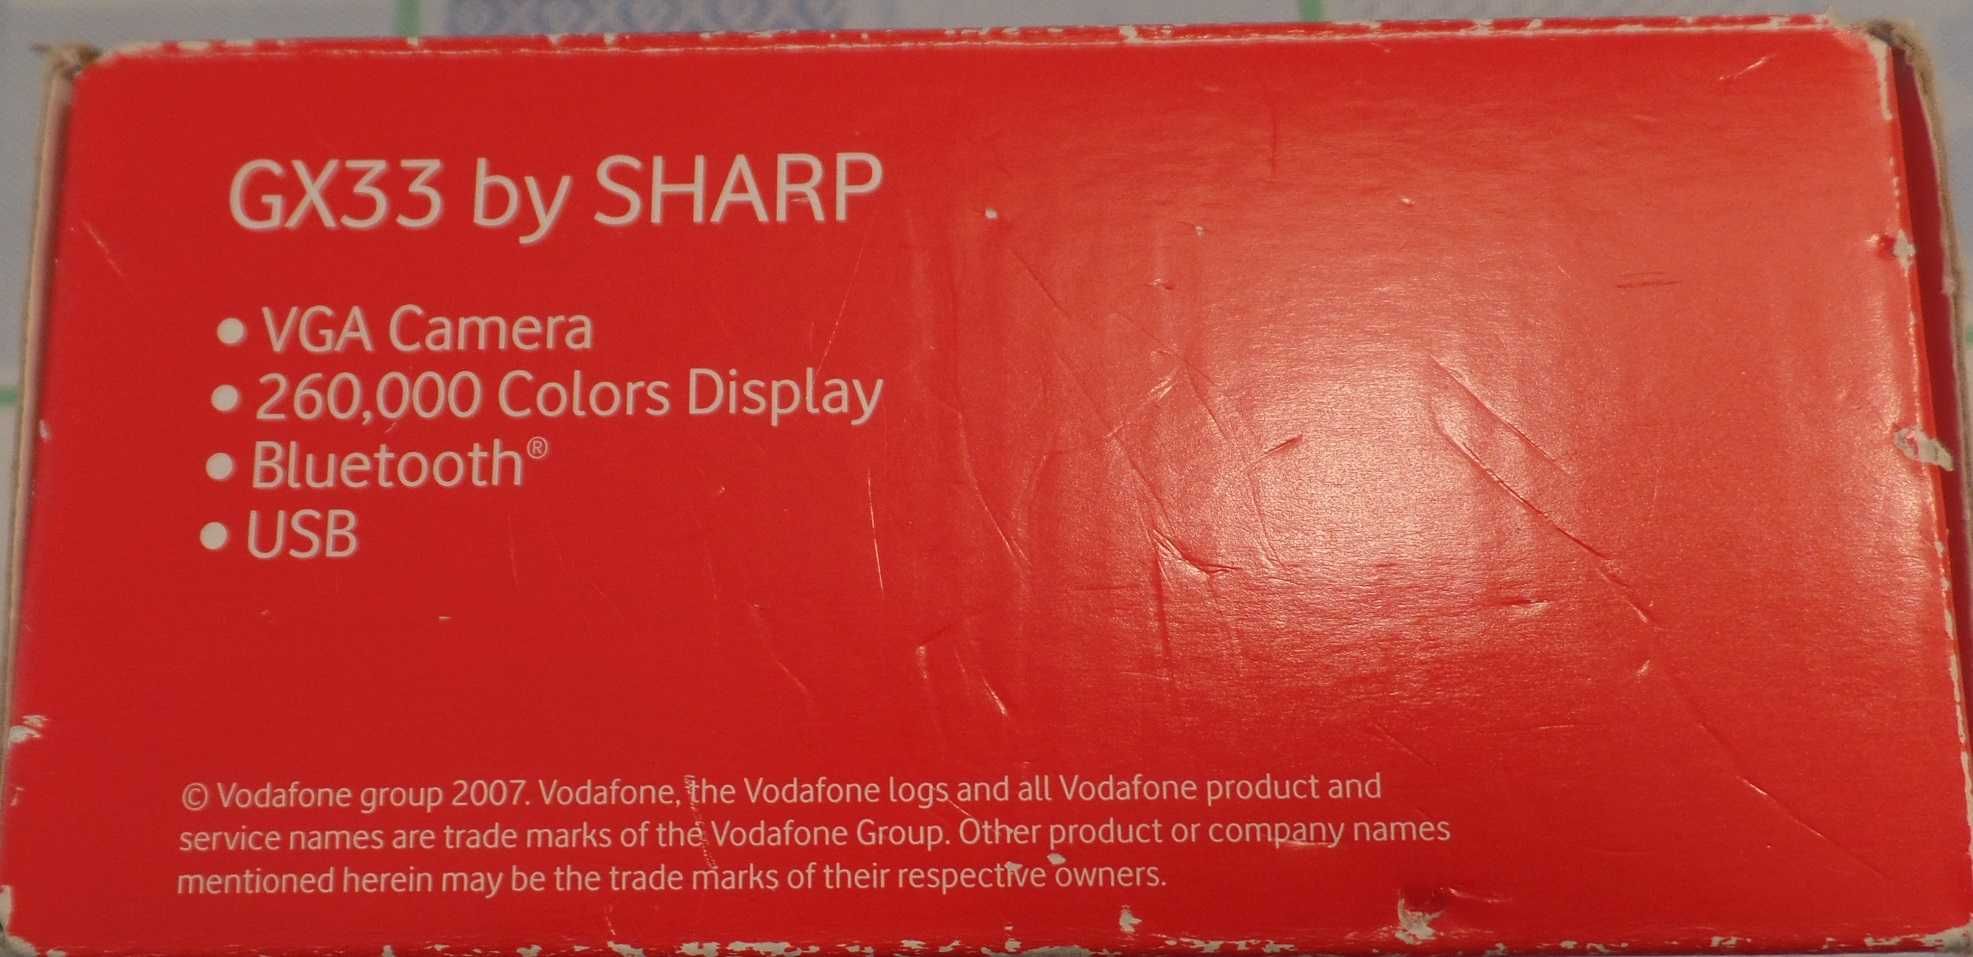 GX33 by SHARP
• VGA Camera
• 260,000 Colors Display
• Bluetooth®
• USB
© Vodafone group 2007. Vodafone, the Vodafone logs and all Vodafone product and
service names are trade marks of the Vodafone Group. Other product or company names
mentioned herein may be the trade marks of their respective owners.